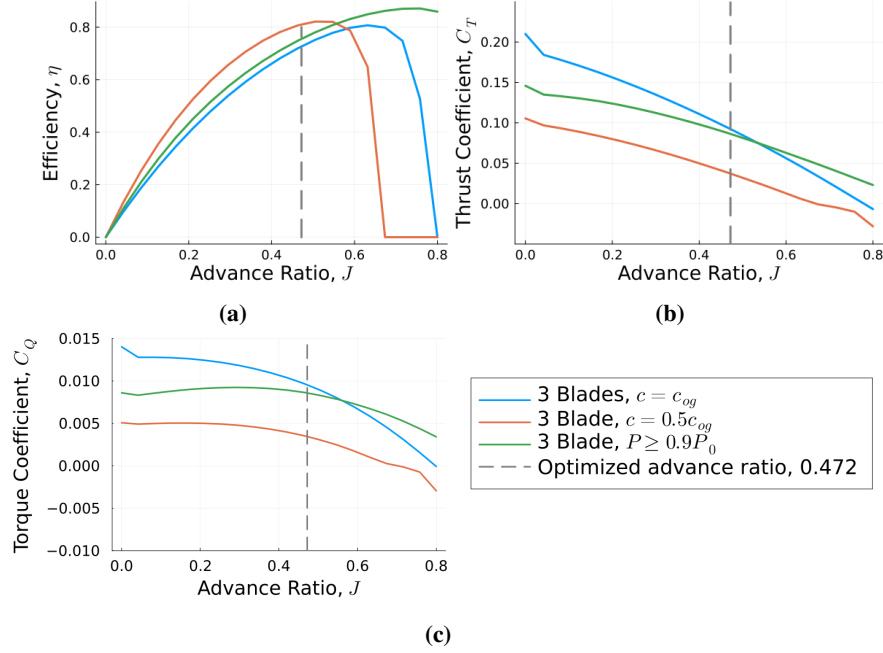 Efficiency, η
0.8
0.6
0.4
0.2
0.0
0.0 0.2 0.4 0.6 0.8
Advance Ratio, J
(a)
Thrust Coefficient, C_T
0.20
0.15
0.10
0.05
0.00
0.0 0.2 0.4 0.6 0.8
Advance Ratio, J
(b)
Torque Coefficient, C_Q
0.015
0.010
0.005
0.000
−0.005
−0.010
0.0 0.2 0.4 0.6 0.8
Advance Ratio, J
(c)
3 Blades, c = c_og
3 Blade, c = 0.5c_og
3 Blade, P ≥ 0.9P_0
Optimized advance ratio, 0.472